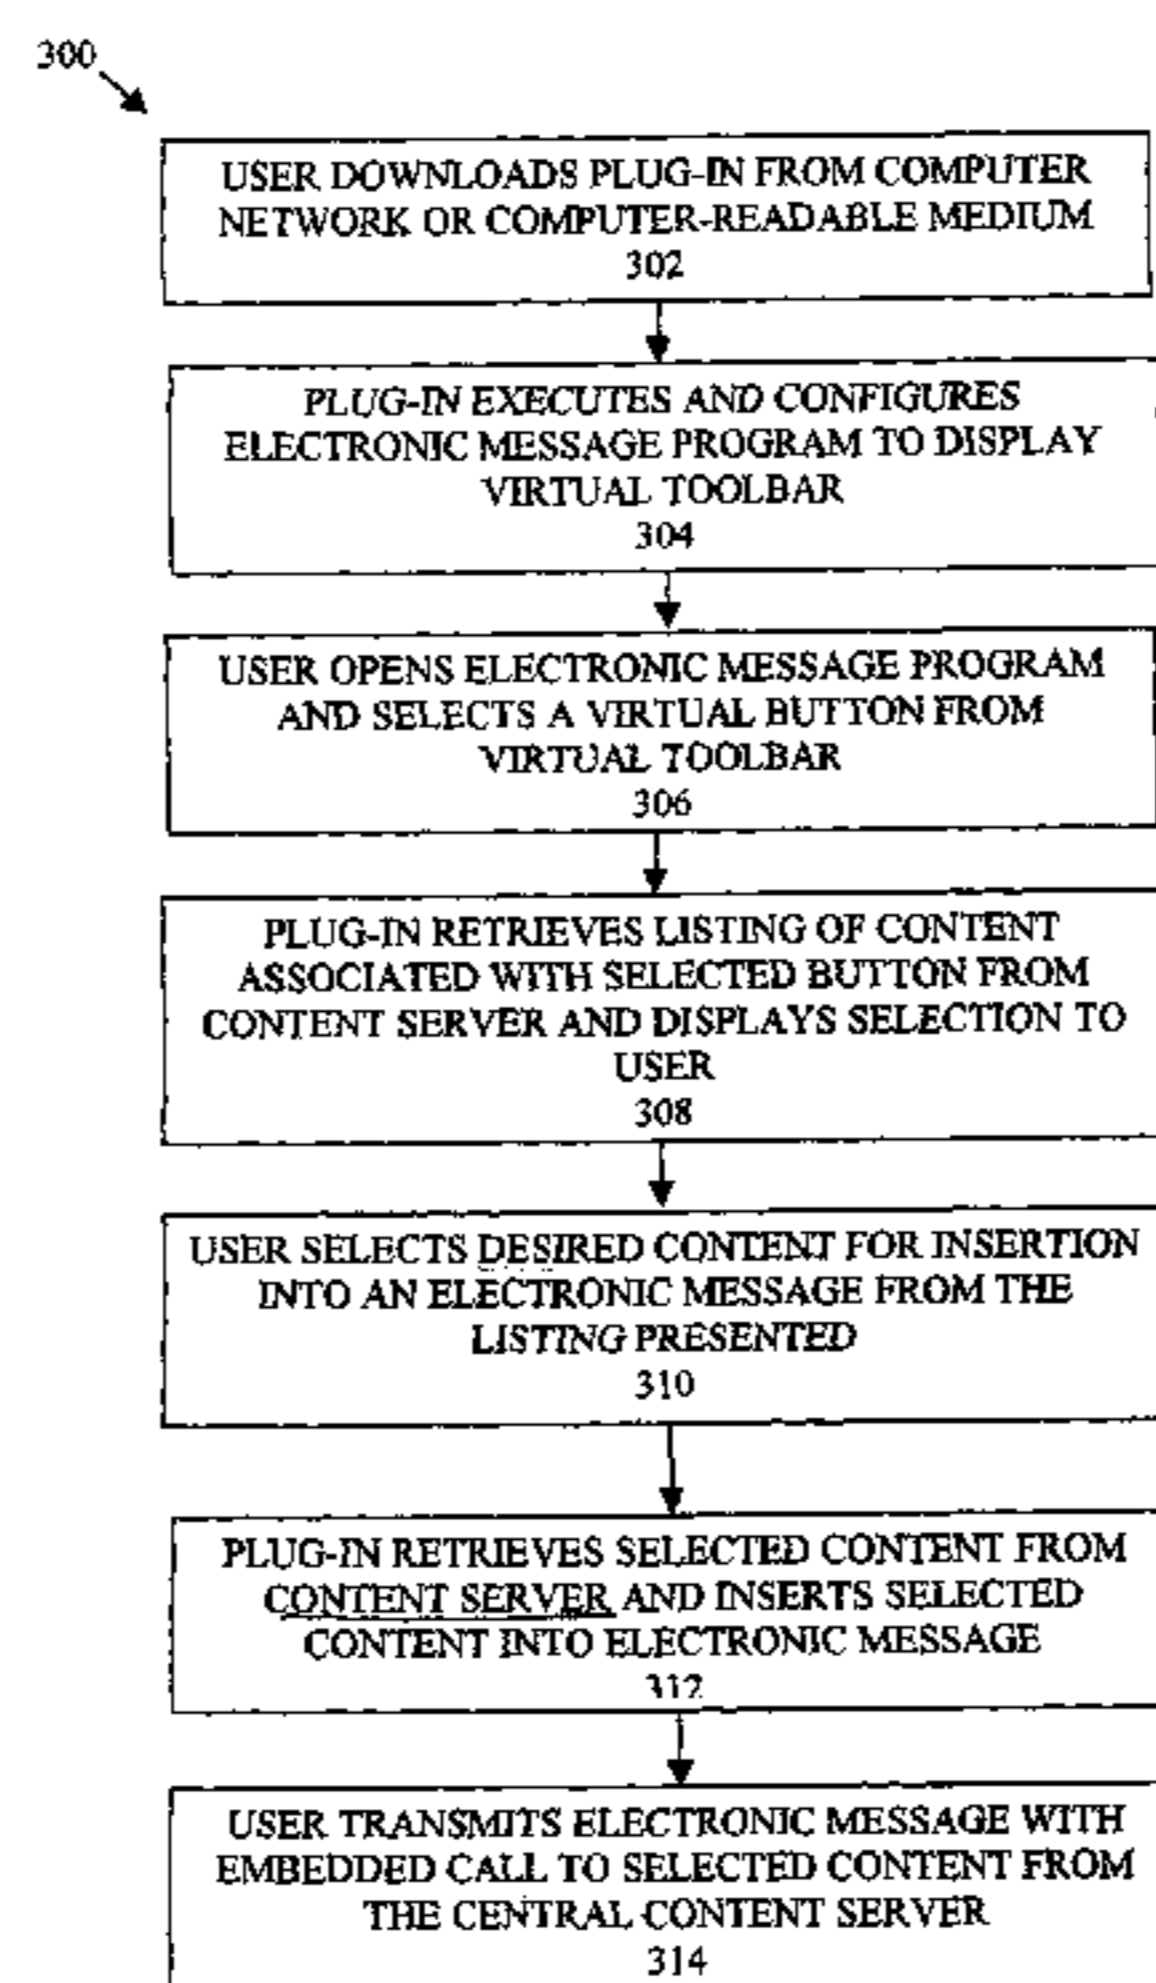 300
USER DOWNLOADS PLUG-IN FROM COMPUTER
NETWORK OR COMPUTER-READABLE MEDIUM
302
PLUG-IN EXECUTES AND CONFIGURES
ELECTRONIC MESSAGE PROGRAM TO DISPLAY
VIRTUAL TOOLBAR
304
USER OPENS ELECTRONIC MESSAGE PROGRAM
AND SELECTS A VIRTUAL BUTTON FROM
VIRTUAL TOOLBAR
306
PLUG-IN RETRIEVES LISTING OF CONTENT
ASSOCIATED WITH SELECTED BUTTON FROM
CONTENT SERVER AND DISPLAYS SELECTION TO
USER
308
USER SELECTS DESIRED CONTENT FOR INSERTION
INTO AN ELECTRONIC MESSAGE FROM THE
LISTING PRESENTED
310
PLUG-IN RETRIEVES SELECTED CONTENT FROM
CONTENT SERVER AND INSERTS SELECTED
CONTENT INTO ELECTRONIC MESSAGE
312
USER TRANSMITS ELECTRONIC MESSAGE WITH
EMBEDDED CALL TO SELECTED CONTENT FROM
THE CENTRAL CONTENT SERVER
314